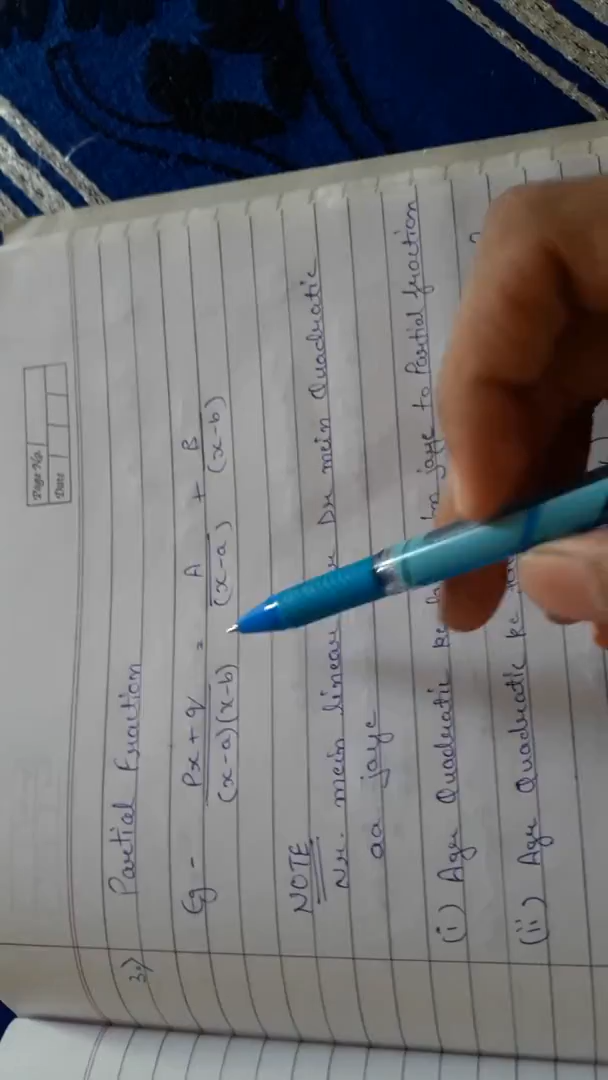 Page No.
Date
3.) Partial Fraction
Eg - Px + q / (x-a)(x-b) = A / (x-a) + B / (x-b)
NOTE
Nr. mein linear Dr mein Quadratic
aa jaye
(i) Agr Quadratic ke jaye to Partial fraction
(ii) Agr Quadratic ke